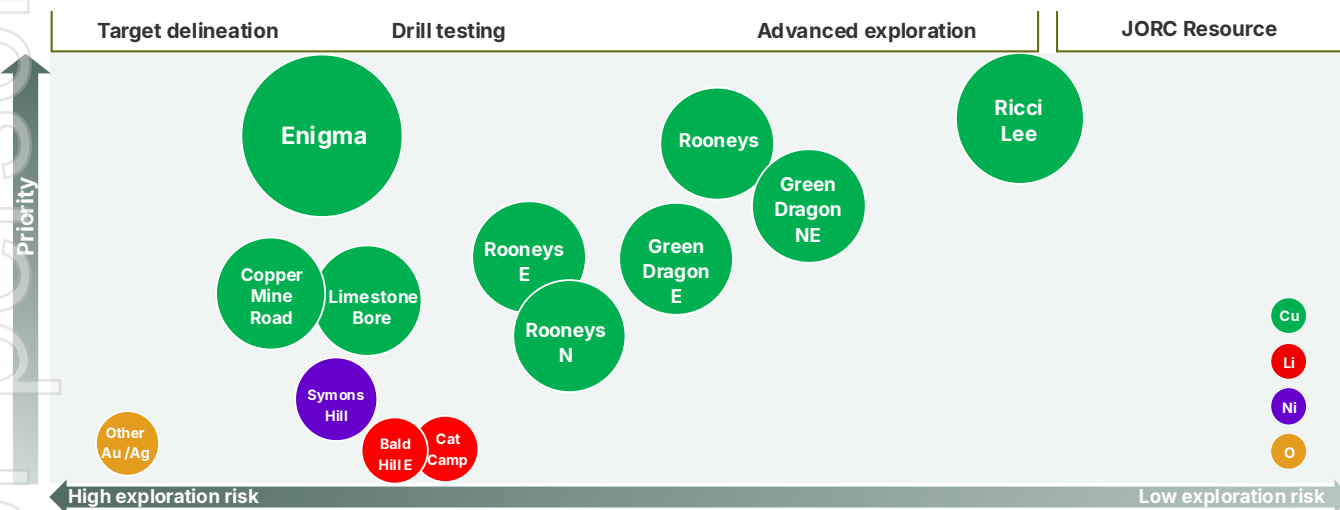 Target delineation
Drill testing
Advanced exploration
JORC Resource
Priority
Enigma
Ricci
Lee
Rooneys
Green
Dragon
NE
Rooneys
E
Green
Dragon
E
Copper
Mine
Road
Limestone
Bore
Rooneys
N
Symons
Hill
Other
Au /Ag
Bald
Hill E
Cat
Camp
Cu
Li
Ni
O
High exploration risk
Low exploration risk